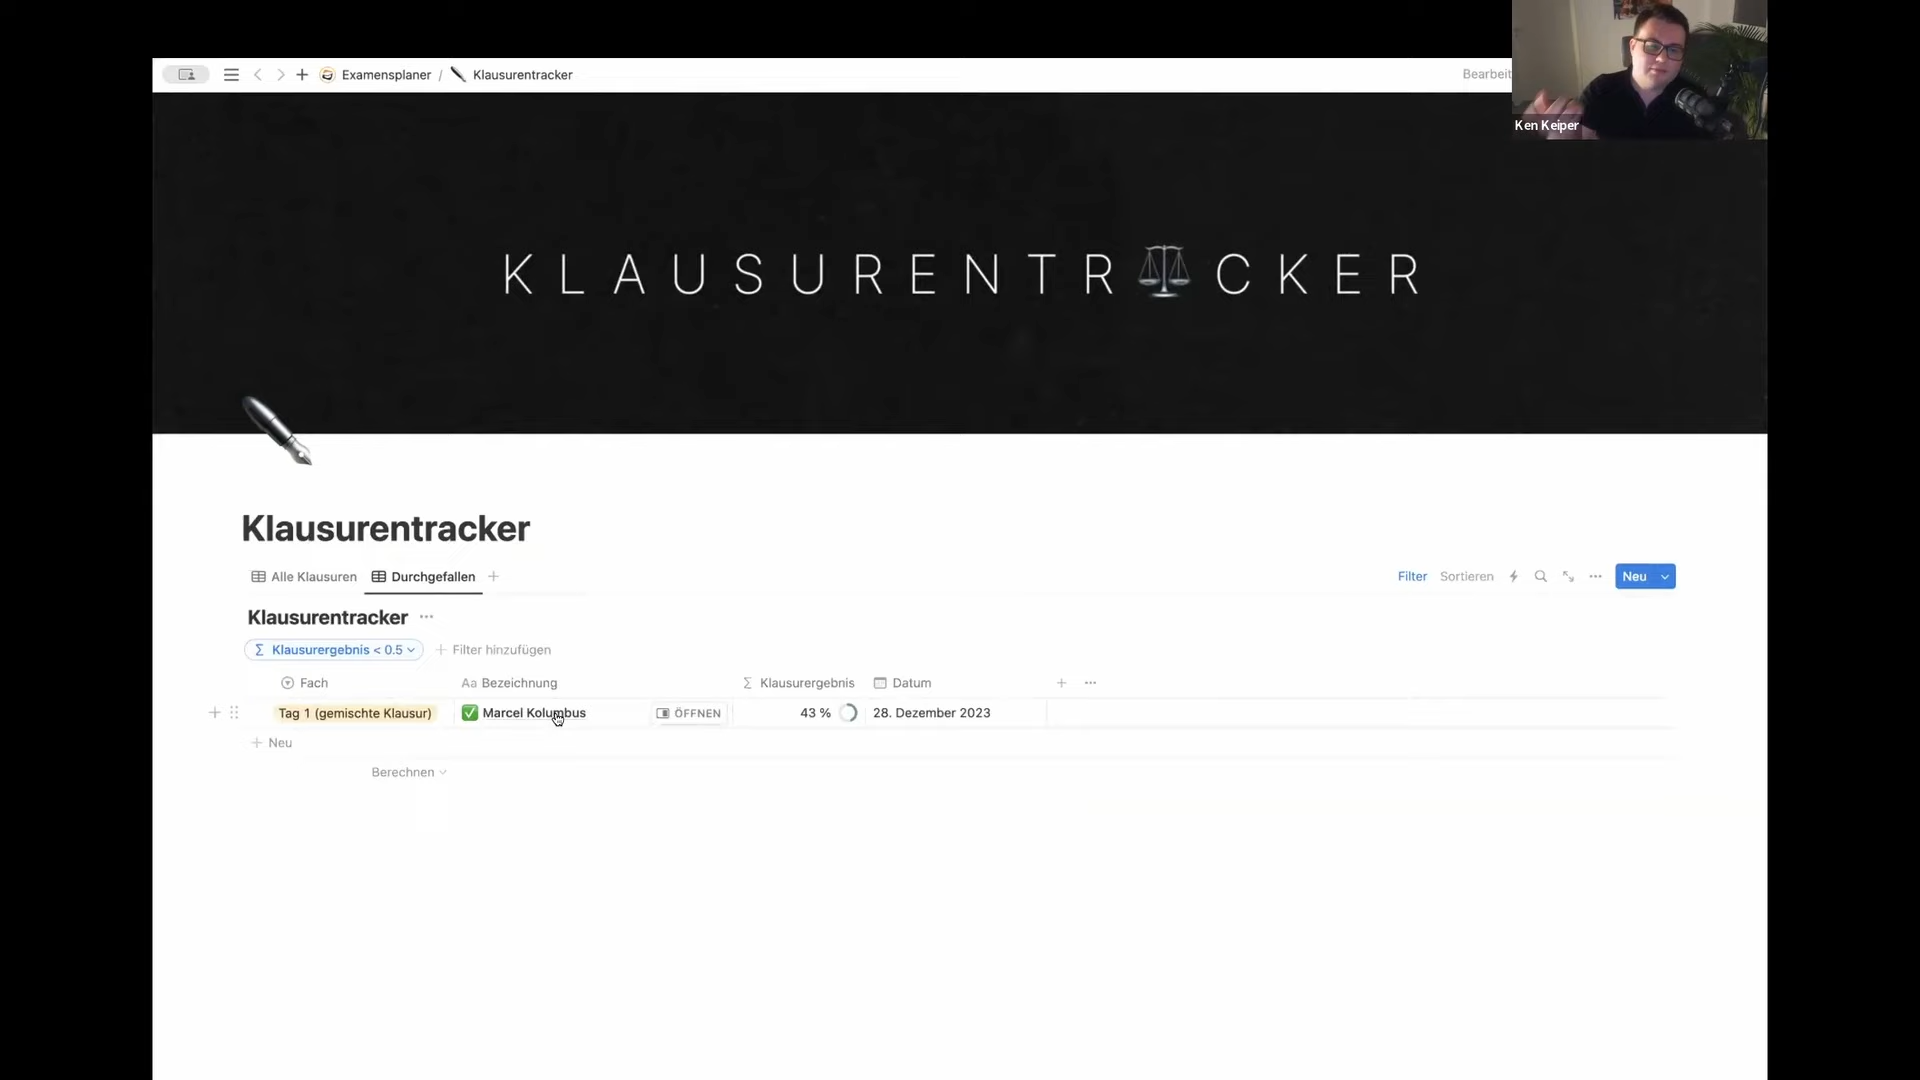 Examensplaner / Klausurentracker
Bearbeit
Ken Keiper
KLAUSURENTR CKER
Klausurentracker
Alle Klausuren Durchgefallen
Filter Sortieren Neu
Klausurentracker
Klausurergebnis < 0.5 Filter hinzufügen
Fach Aa Bezeichnung Σ Klausurergebnis Datum
Tag 1 (gemischte Klausur) Marcel Kolumbus ÖFFNEN 43 % 28. Dezember 2023
Neu
Berechnen